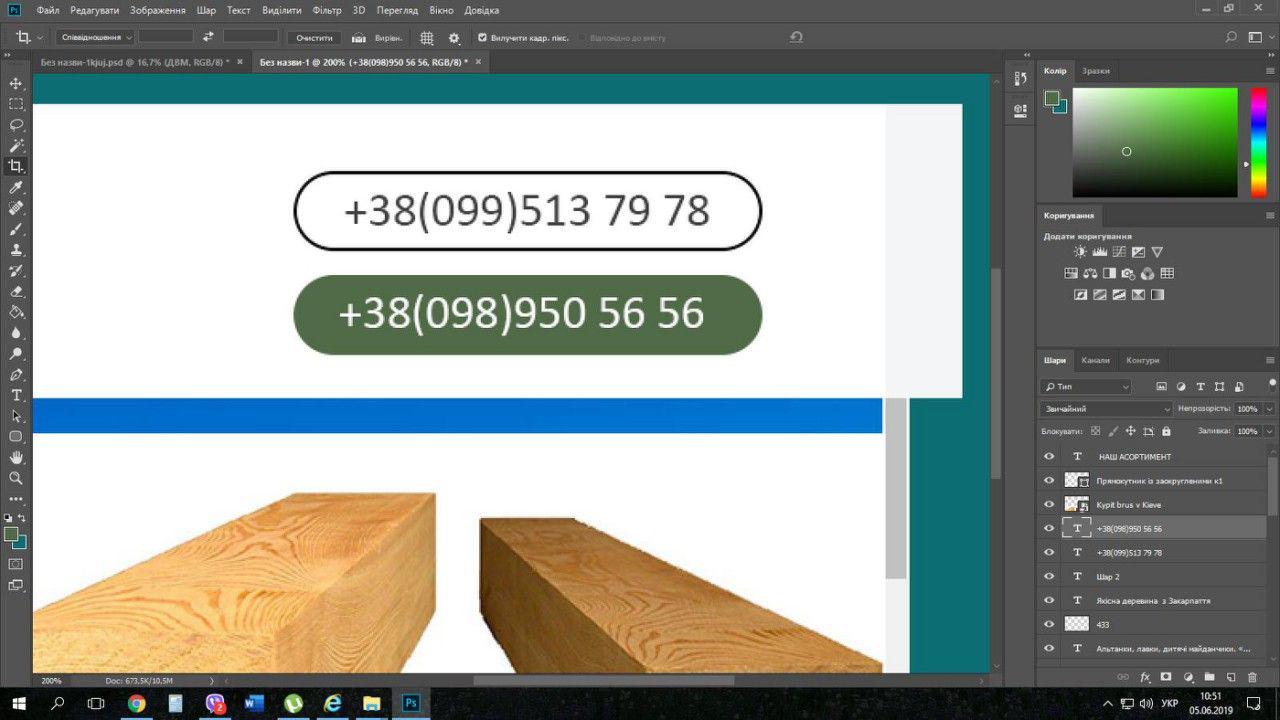 Файл Редагувати Зображення Шар Текст Виділити Фільтр 3D Перегляд Вікно Довідка
Співвідношення Очистити Вирівн. Вилучити кадр. пікс. Відповідно до вмісту
Без назви-1kjuj.psd @ 16,7% (ДВМ, RGB/8) * Без назви-1 @ 200% (+38(098)950 56 56, RGB/8) *
Колір Зразки
+38(099)513 79 78
+38(098)950 56 56
Коригування
Додати коригування
Шари Канали Контури
Тип
Звичайний Непрозорість: 100%
Блокувати: Заливка: 100%
НАШ АСОРТИМЕНТ
Прямокутник із заокругленими к1
Kypit brus v Kieve
+38(098)950 56 56
+38(099)513 79 78
Шар 2
Якісна деревина з Закарпаття
433
Альтанки, лавки, дитячі найданчики. «...
200% Doc: 673,5K/10,5M
УКР
10:51
05.06.2019